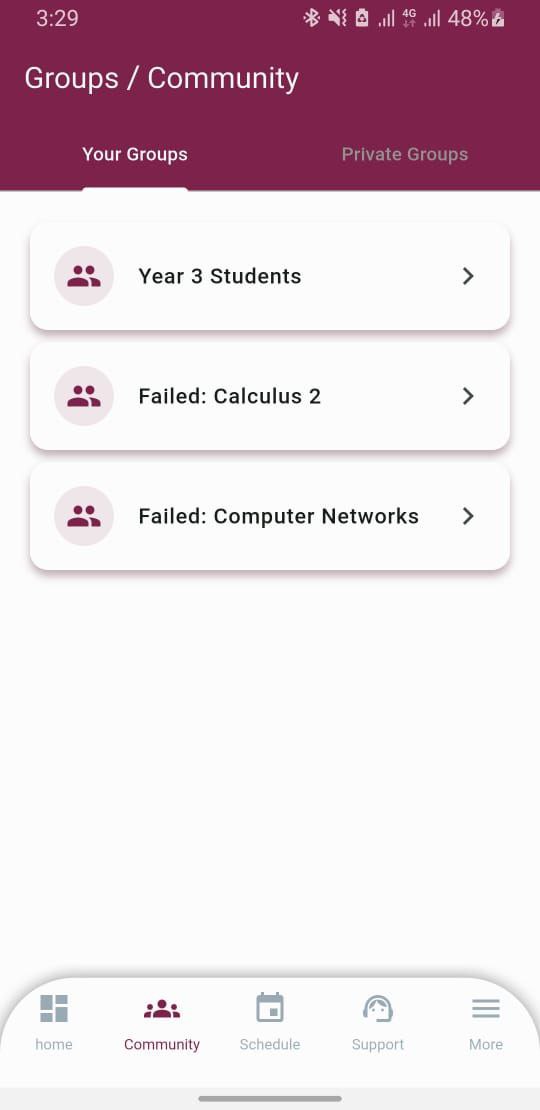 3:29 4G 48%
Groups / Community
Your Groups Private Groups
Year 3 Students
Failed: Calculus 2
Failed: Computer Networks
home Community Schedule Support More